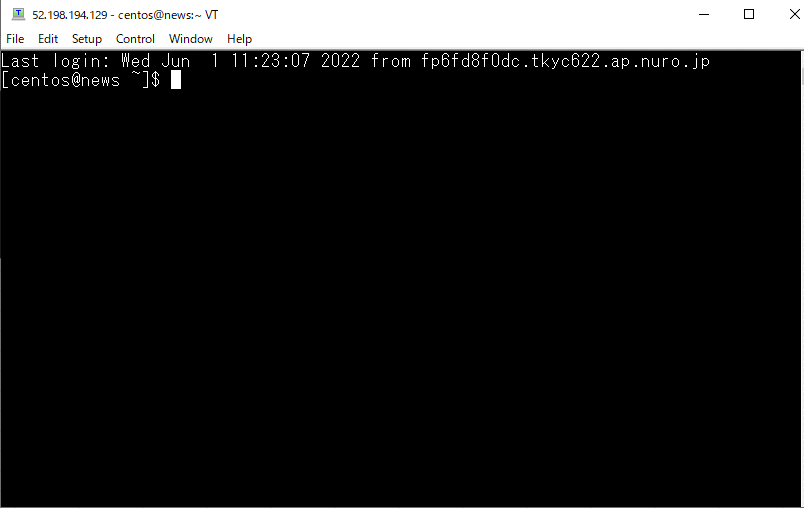 52.198.194.129 - centos@news:~ VT
File Edit Setup Control Window Help
Last login: Wed Jun  1 11:23:07 2022 from fp6fd8f0dc.tkyc622.ap.nuro.jp
[centos@news ~]$